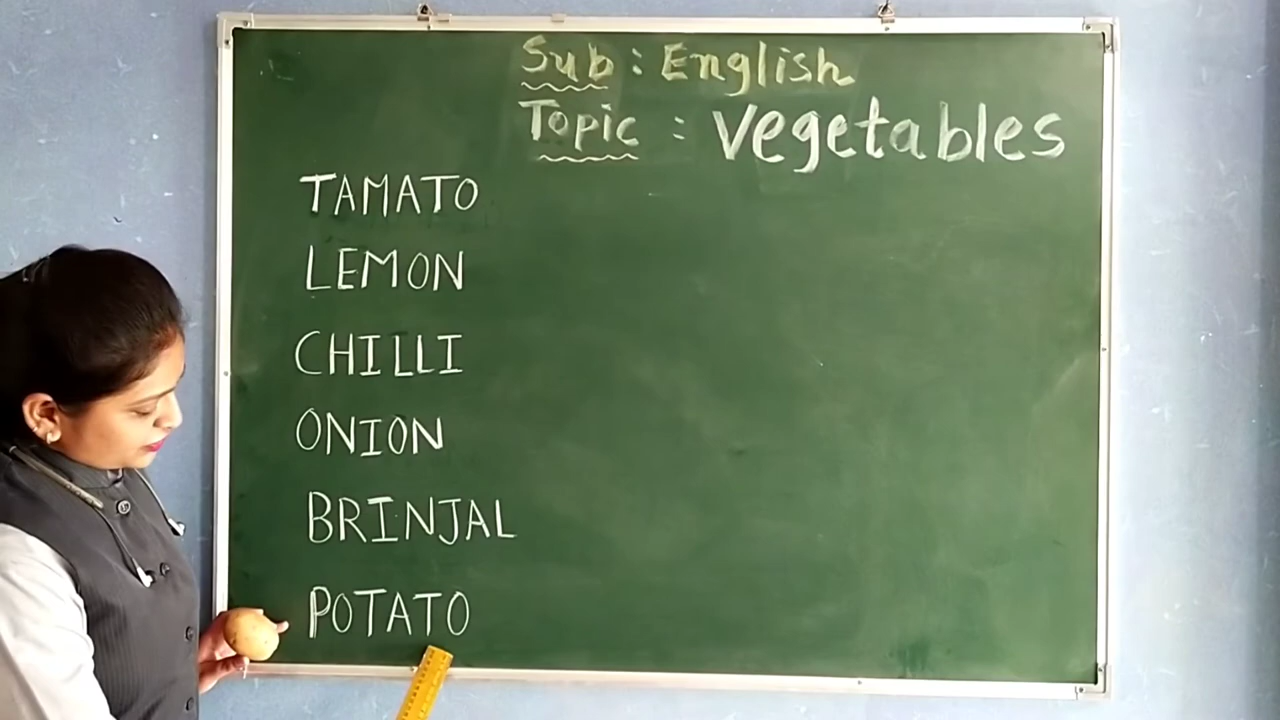 Sub : English
Topic : Vegetables
TAMATO
LEMON
CHILLI
ONION
BRINJAL
POTATO